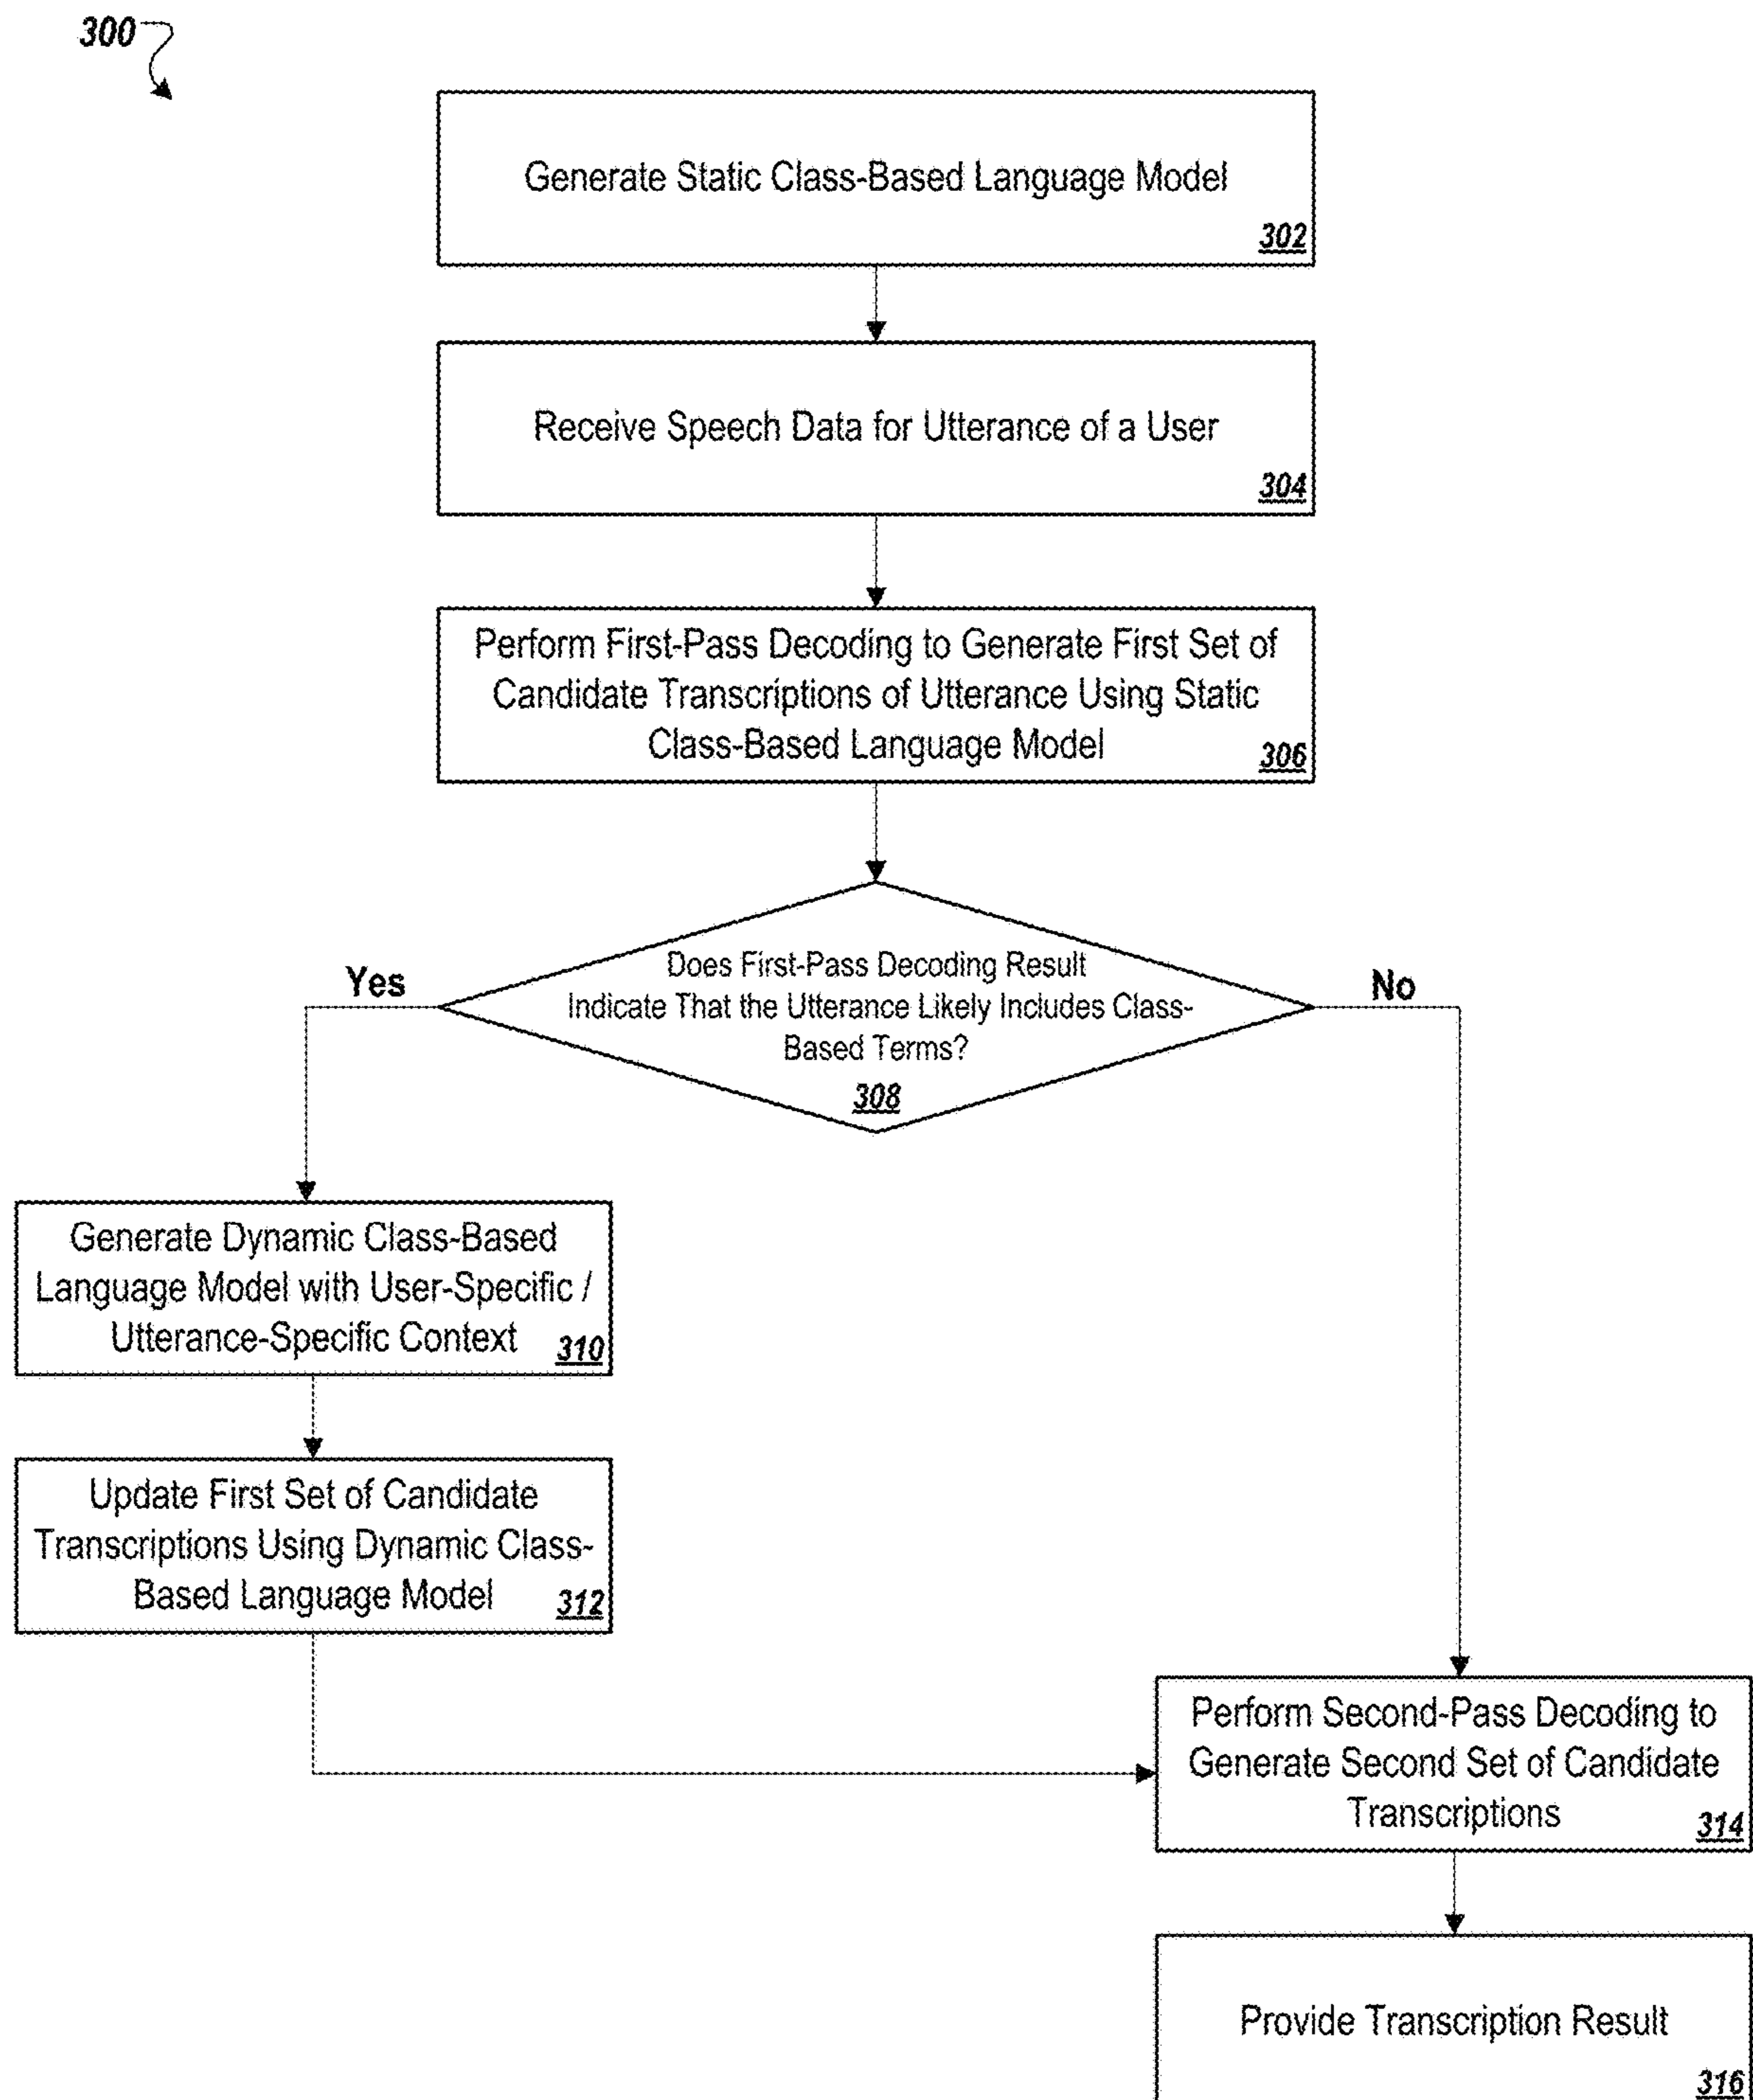 300
Generate Static Class-Based Language Model
302
Receive Speech Data for Utterance of a User
304
Perform First-Pass Decoding to Generate First Set of
Candidate Transcriptions of Utterance Using Static
Class-Based Language Model
306
Does First-Pass Decoding Result
Indicate That the Utterance Likely Includes Class-
Based Terms?
308
Yes
No
Generate Dynamic Class-Based
Language Model with User-Specific /
Utterance-Specific Context
310
Update First Set of Candidate
Transcriptions Using Dynamic Class-
Based Language Model
312
Perform Second-Pass Decoding to
Generate Second Set of Candidate
Transcriptions
314
Provide Transcription Result
316